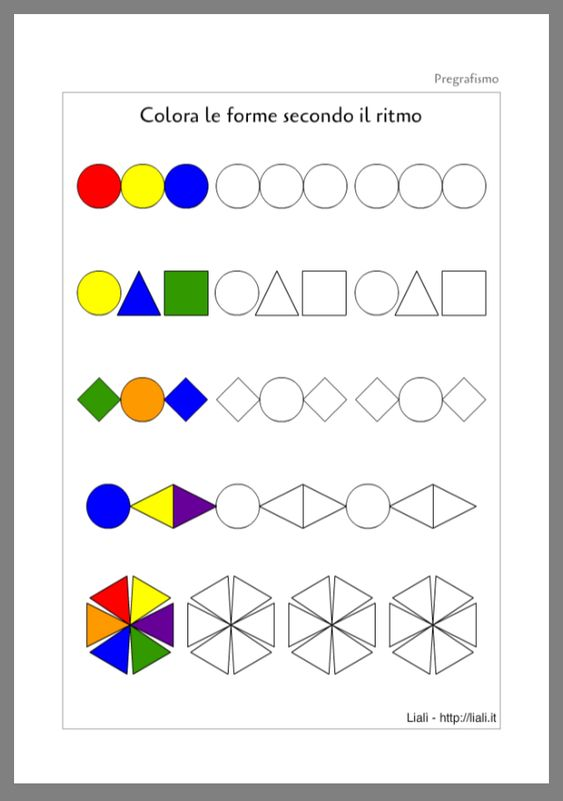 Pregrafismo
Colora le forme secondo il ritmo
Liali - http://liali.it